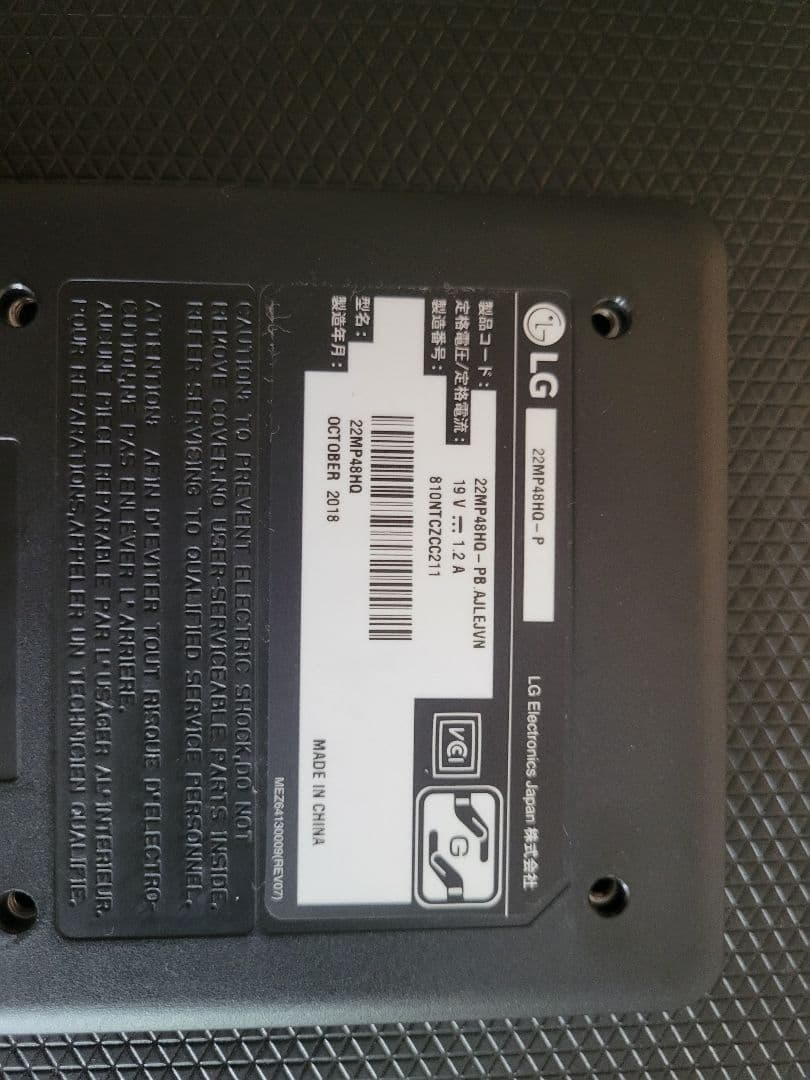 LG
22MP48HQ-P
LG Electronics Japan 株式会社
製品コード: 22MP48HQ-PB.AJLEJVN
定格電圧/定格電流: 19 V ⎓ 1.2 A
製造番号: 810NTCZCC211
型名: 22MP48HQ
製造年月: OCTOBER 2018
VCI
G
MADE IN CHINA
MEZ64130009(REV07)
CAUTION: TO PREVENT ELECTRIC SHOCK,DO NOT
REMOVE COVER.NO USER-SERVICEABLE PARTS INSIDE.
REFER SERVICING TO QUALIFIED SERVICE PERSONNEL.
ATTENTION: AFIN D'EVITER TOUT RISQUE D'ELECTRO-
CUTION,NE PAS ENLEVER L'ARRIERE.
AUCUNE PIECE REPARABLE PAR L'USAGER AL'INTERIEUR.
POUR REPARATIONS,APPELER UN TECHNICIEN QUALIFIE.